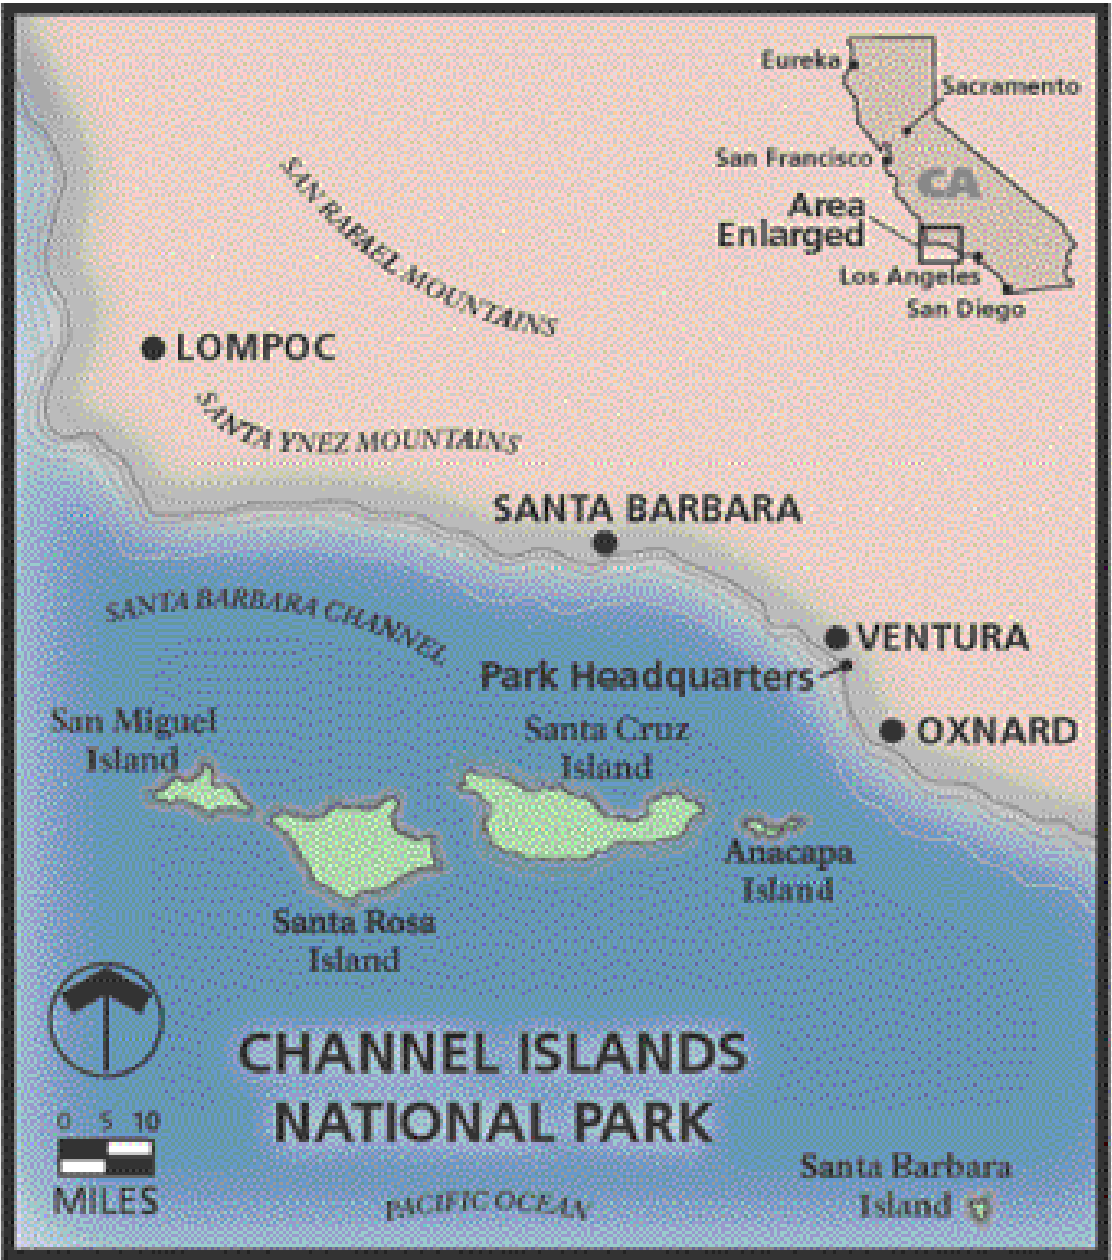 Eureka
Sacramento
San Francisco
CA
Area
Enlarged
Los Angeles
San Diego
SAN RAFAEL MOUNTAINS
LOMPOC
SANTA YNEZ MOUNTAINS
SANTA BARBARA
SANTA BARBARA CHANNEL
VENTURA
Park Headquarters
San Miguel
Island
Santa Cruz
Island
OXNARD
Anacapa
Island
Santa Rosa
Island
CHANNEL ISLANDS
NATIONAL PARK
0 5 10
MILES
PACIFIC OCEAN
Santa Barbara
Island